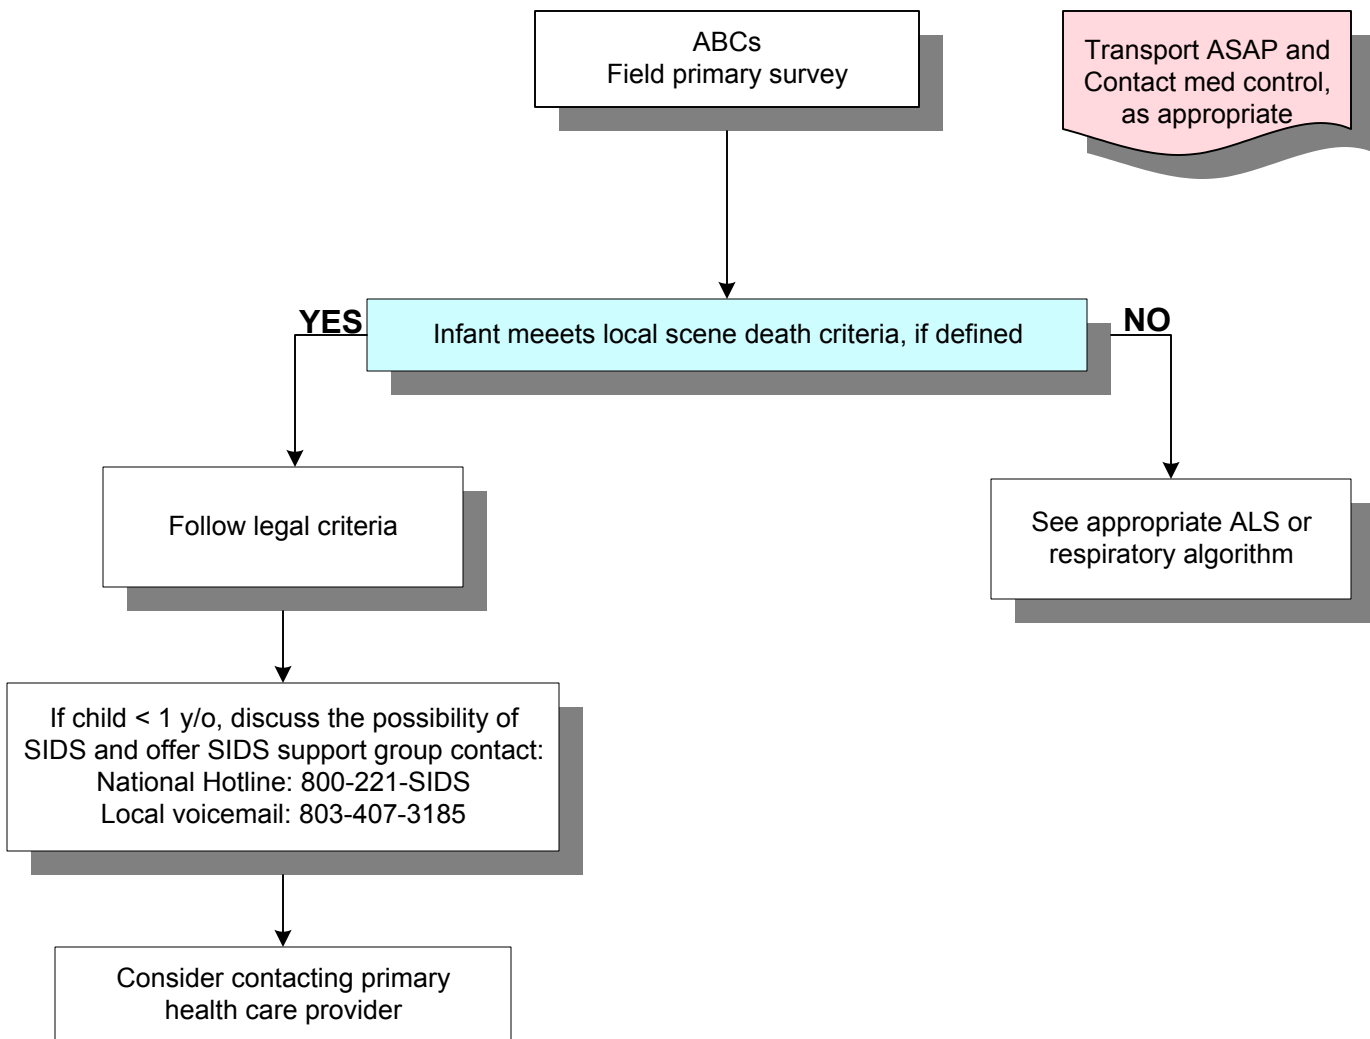 ABCs
Field primary survey
Transport ASAP and
Contact med control,
as appropriate
YES
Infant meeets local scene death criteria, if defined
NO
Follow legal criteria
See appropriate ALS or
respiratory algorithm
If child < 1 y/o, discuss the possibility of
SIDS and offer SIDS support group contact:
National Hotline: 800-221-SIDS
Local voicemail: 803-407-3185
Consider contacting primary
health care provider